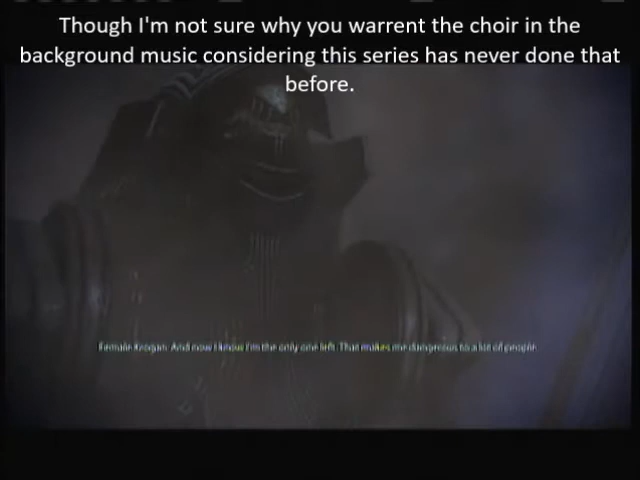 Though I'm not sure why you warrent the choir in the
background music considering this series has never done that
before.
Female Krogan: And now I know I'm the only one left. That makes me dangerous to a lot of people.